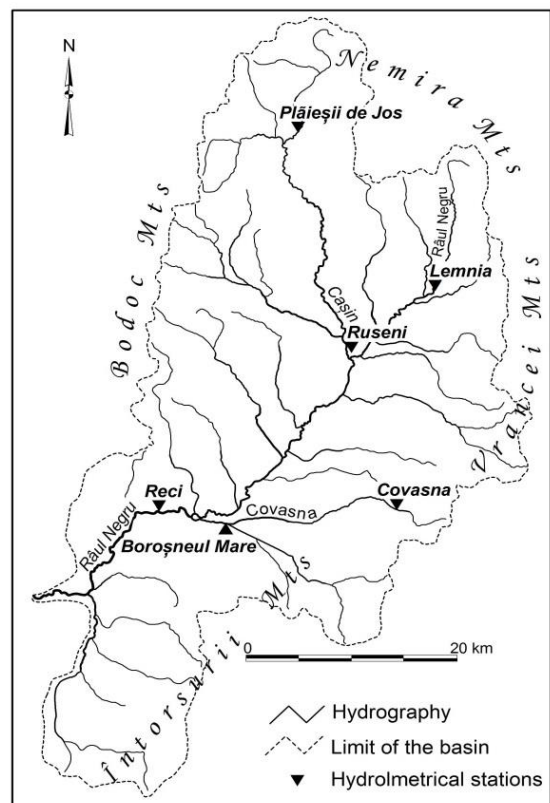 N
Nemira Mts
Plăieșii de Jos
Bodoc Mts
Râul Negru
Lemnia
Cașin
Ruseni
Vrancei Mts
Reci
Covasna
Covasna
Râul Negru
Boroșneul Mare
Întorsurii Mts
0 20 km
Hydrography
Limit of the basin
Hydrolmetrical stations